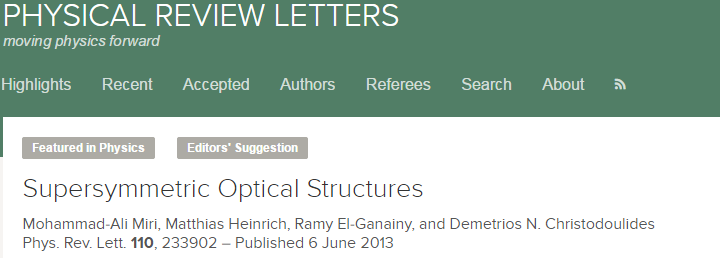 PHYSICAL REVIEW LETTERS
moving physics forward
Highlights Recent Accepted Authors Referees Search About
Featured in Physics Editors' Suggestion
Supersymmetric Optical Structures
Mohammad-Ali Miri, Matthias Heinrich, Ramy El-Ganainy, and Demetrios N. Christodoulides
Phys. Rev. Lett. 110, 233902 – Published 6 June 2013